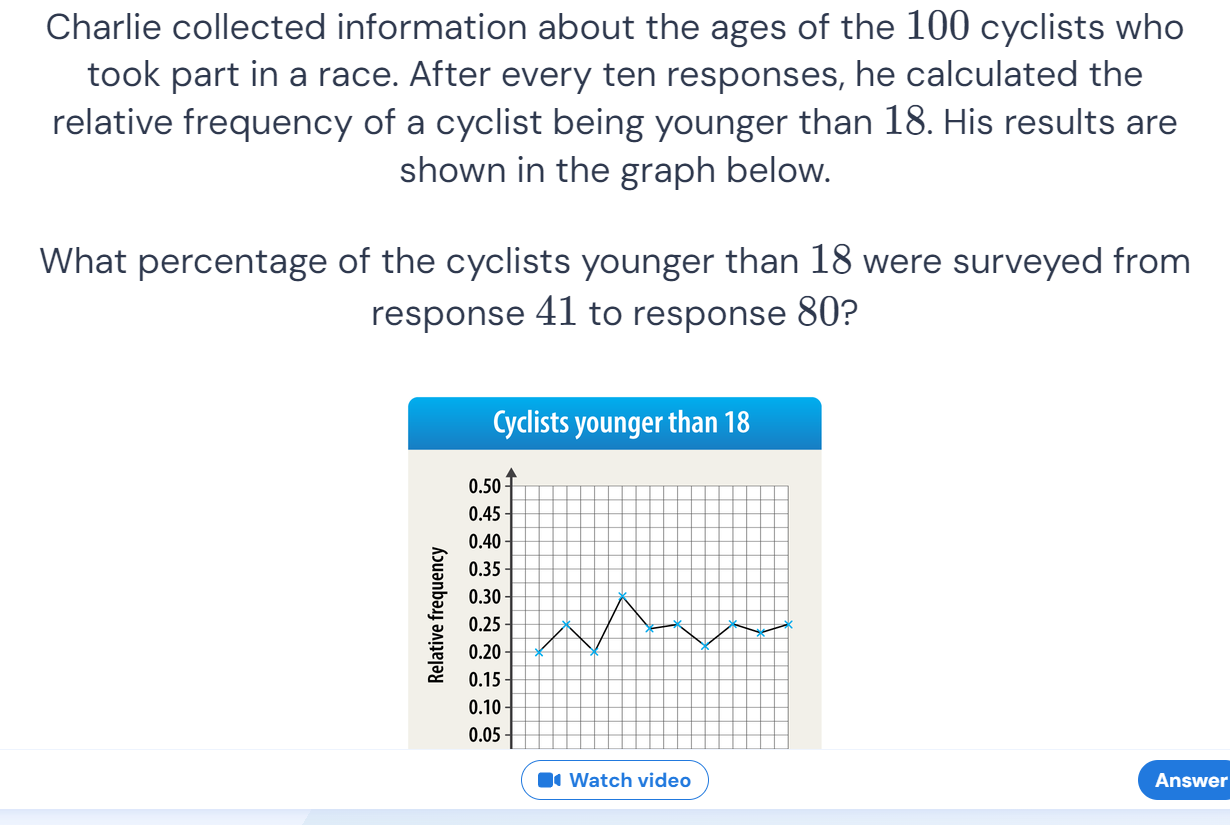 Charlie collected information about the ages of the 100 cyclists who
took part in a race. After every ten responses, he calculated the
relative frequency of a cyclist being younger than 18. His results are
shown in the graph below.
What percentage of the cyclists younger than 18 were surveyed from
response 41 to response 80?
Cyclists younger than 18
Relative frequency
0.50
0.45
0.40
0.35
0.30
0.25
0.20
0.15
0.10
0.05
Watch video
Answer